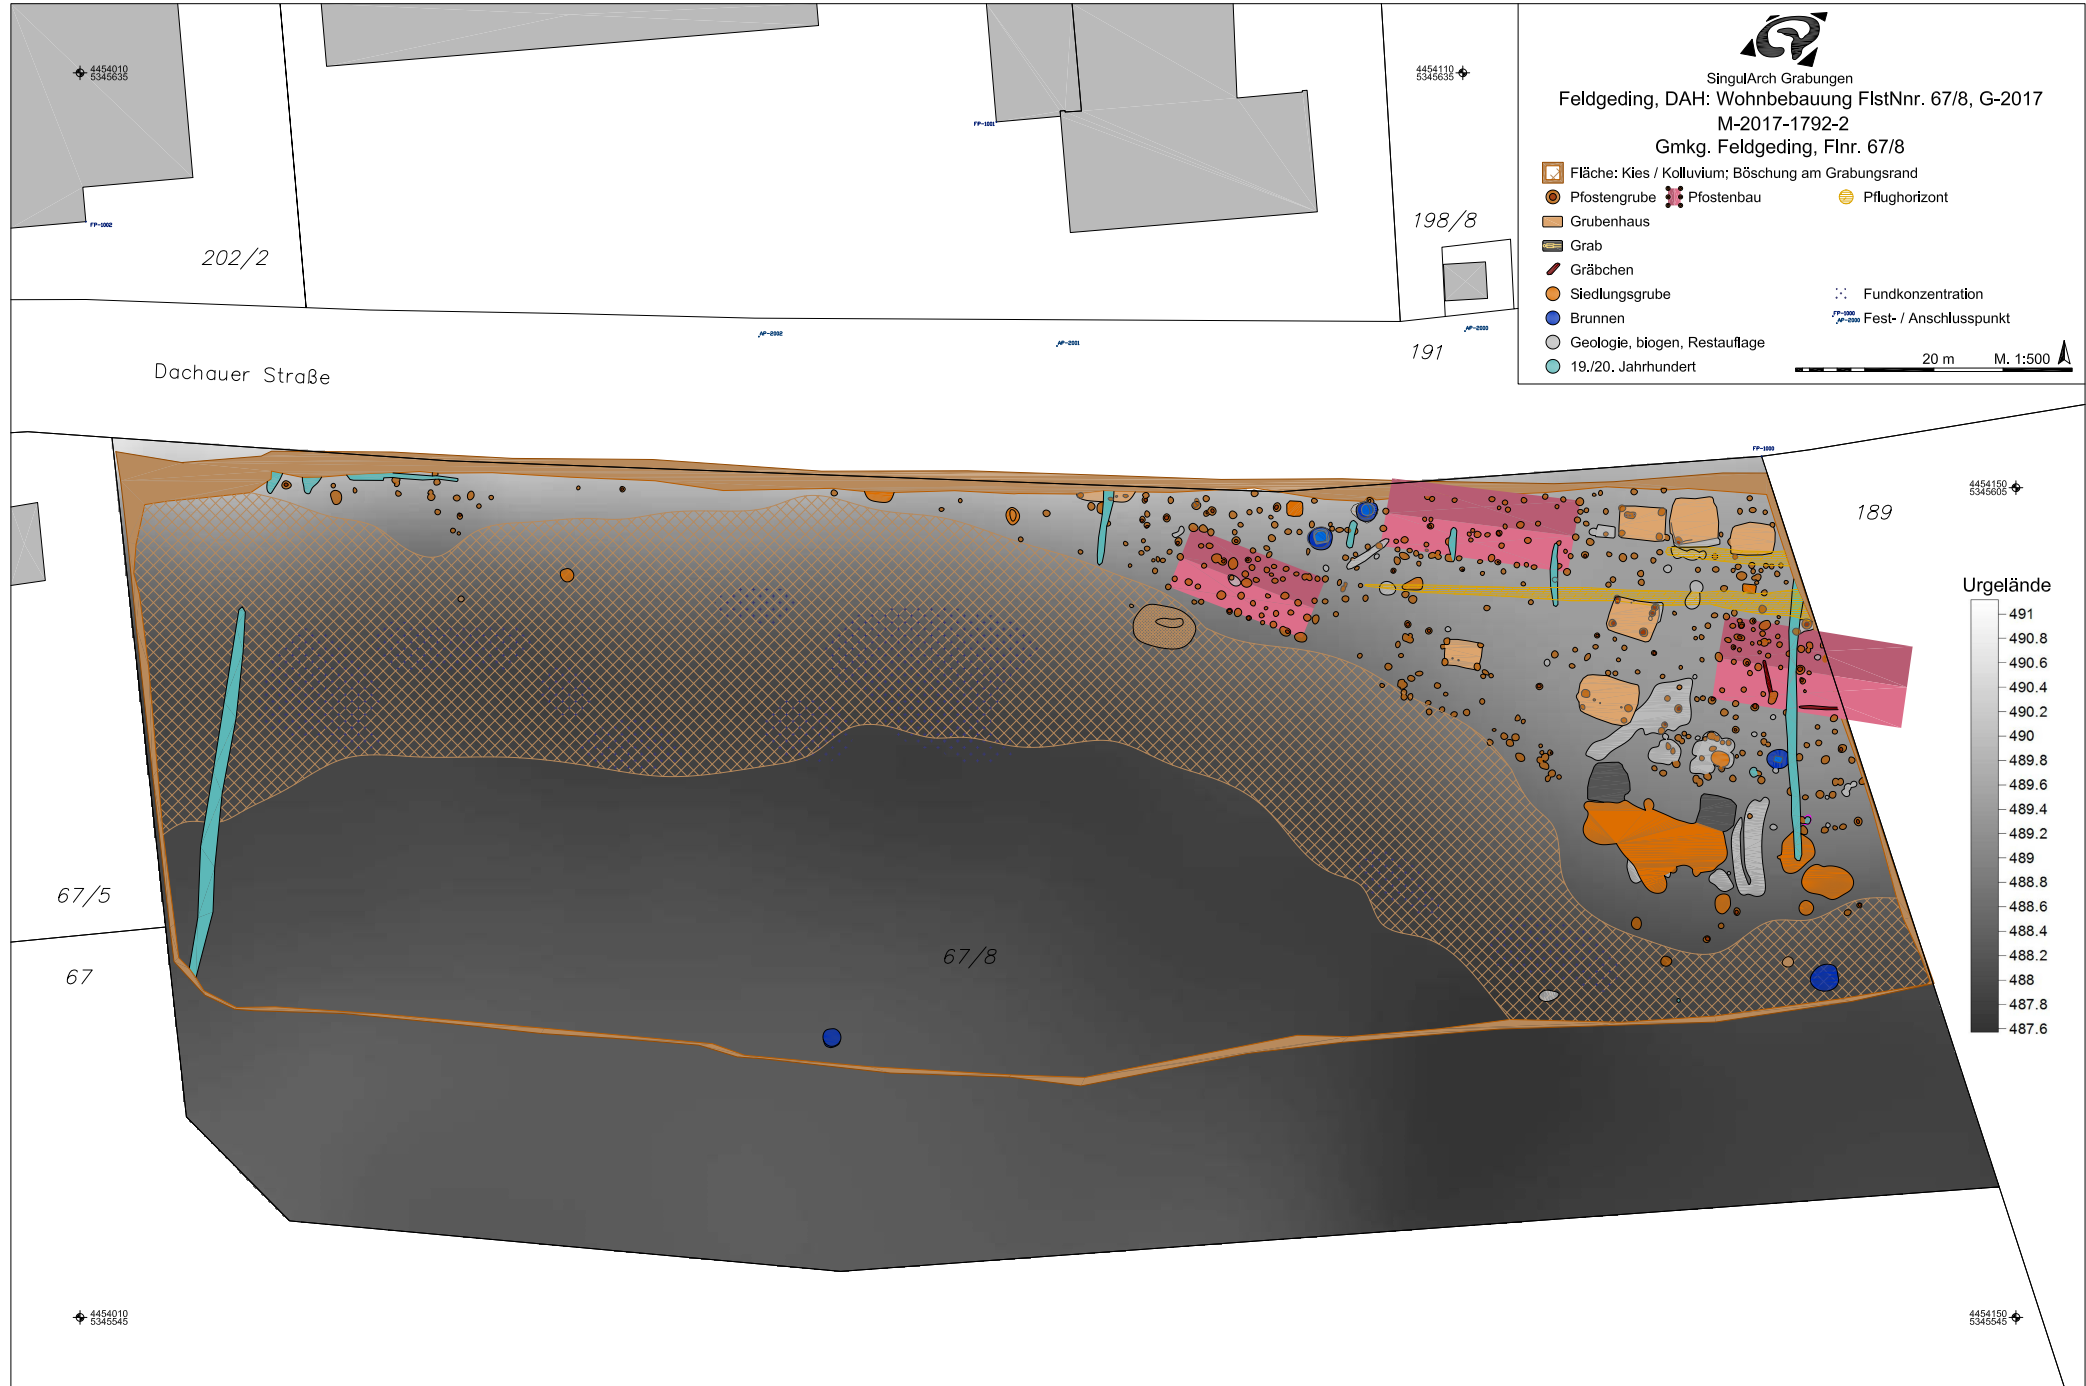 4454010
5345635
FP-1002
202/2
FP-1001
4454110
5345635
198/8
AP-2002
AP-2001
AP-2000
191
Dachauer Straße
SingulArch Grabungen
Feldgeding, DAH: Wohnbebauung FlstNnr. 67/8, G-2017
M-2017-1792-2
Gmkg. Feldgeding, Flnr. 67/8
Fläche: Kies / Kolluvium; Böschung am Grabungsrand
Pfostengrube Pfostenbau Pflughorizont
Grubenhaus
Grab
Gräbchen
Siedlungsgrube Fundkonzentration
Brunnen FP-1000 AP-2000 Fest- / Anschlusspunkt
Geologie, biogen, Restauflage
19./20. Jahrhundert
20 m M. 1:500
FP-1000
4454150
5345605
189
Urgelände
491
490.8
490.6
490.4
490.2
490
489.8
489.6
489.4
489.2
489
488.8
488.6
488.4
488.2
488
487.8
487.6
67/5
67
67/8
4454010
5345545
4454150
5345545